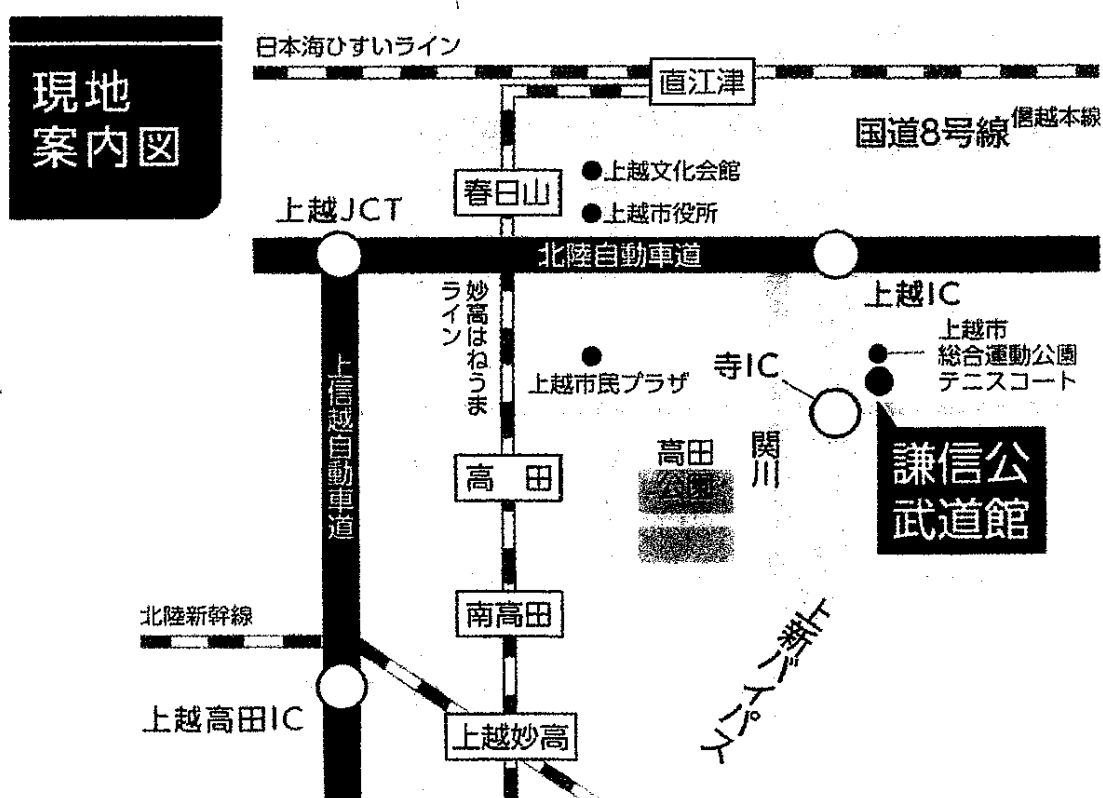 現地
案内図
日本海ひすいライン
直江津
国道8号線
信越本線
春日山
上越文化会館
上越市役所
上越JCT
北陸自動車道
上越IC
妙高はねうま
ライン
上越市
総合運動公園
テニスコート
寺IC
上越市民プラザ
上信越自動車道
高田
公園
関川
高田
謙信公
武道館
南高田
北陸新幹線
上新バイパス
上越高田IC
上越妙高